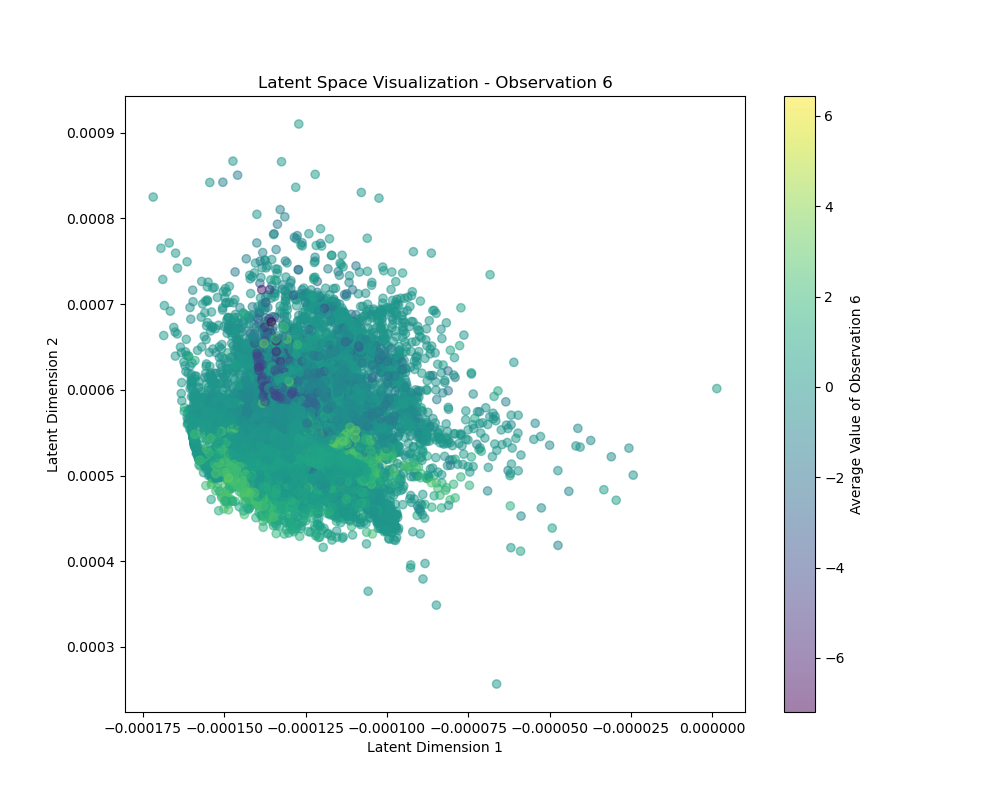 Latent Space Visualization - Observation 6
0.0009
0.0008
0.0007
0.0006
0.0005
0.0004
0.0003
Latent Dimension 2
−0.000175 −0.000150 −0.000125 −0.000100 −0.000075 −0.000050 −0.000025 0.000000
Latent Dimension 1
6
4
2
0
−2
−4
−6
Average Value of Observation 6